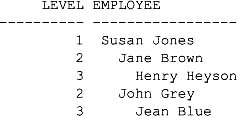 LEVEL EMPLOYEE
---------- --------------------
1 Susan Jones
2 Jane Brown
3 Henry Heyson
2 John Grey
3 Jean Blue